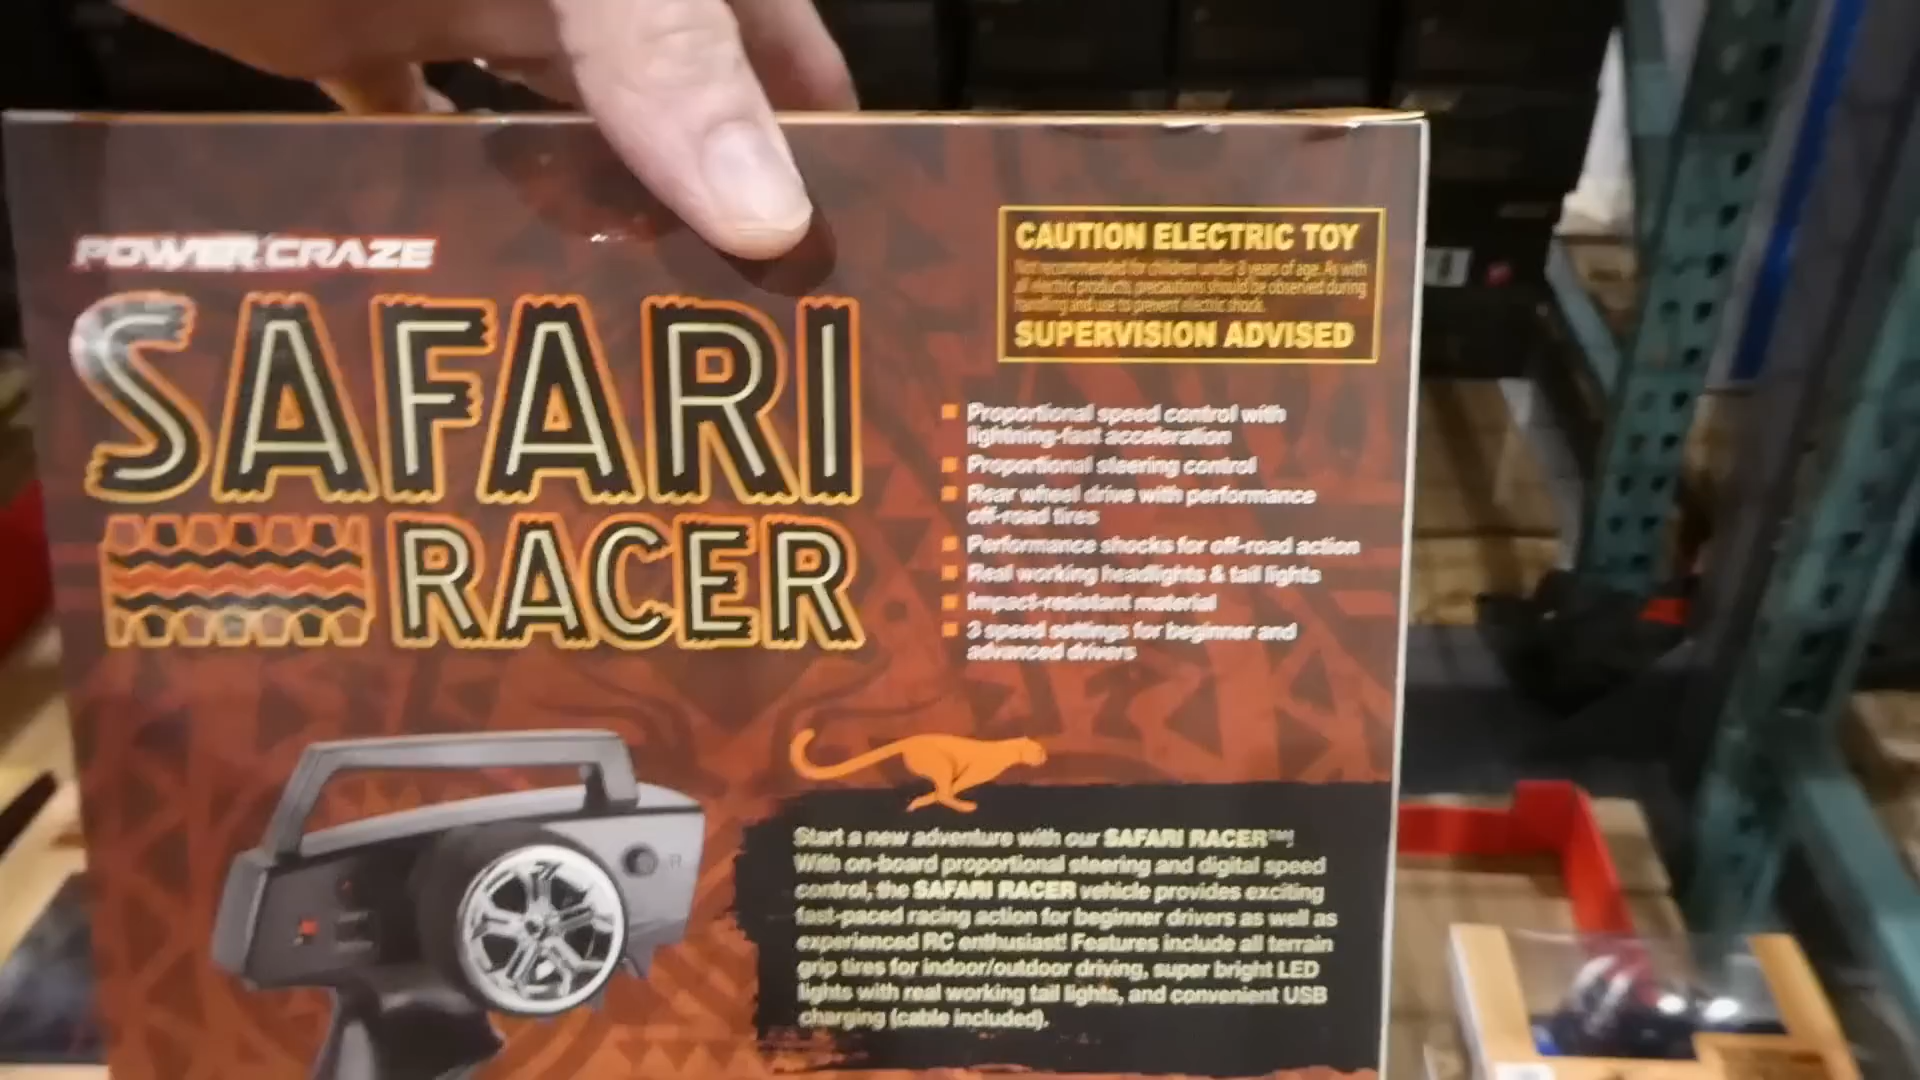 POWER CRAZE
SAFARI
RACER
CAUTION ELECTRIC TOY
Not recommended for children under 8 years of age. As with
all electric products, precautions should be observed during
handling and use to prevent electric shock.
SUPERVISION ADVISED
Proportional speed control with
lightning-fast acceleration
Proportional steering control
Rear wheel drive with performance
off-road tires
Performance shocks for off-road action
Real working headlights & tail lights
Impact-resistant material
3 speed settings for beginner and
advanced drivers
Start a new adventure with our SAFARI RACER™!
With on-board proportional steering and digital speed
control, the SAFARI RACER vehicle provides exciting
fast-paced racing action for beginner drivers as well as
experienced RC enthusiast! Features include all terrain
grip tires for indoor/outdoor driving, super bright LED
lights with real working tail lights, and convenient USB
charging (cable included).